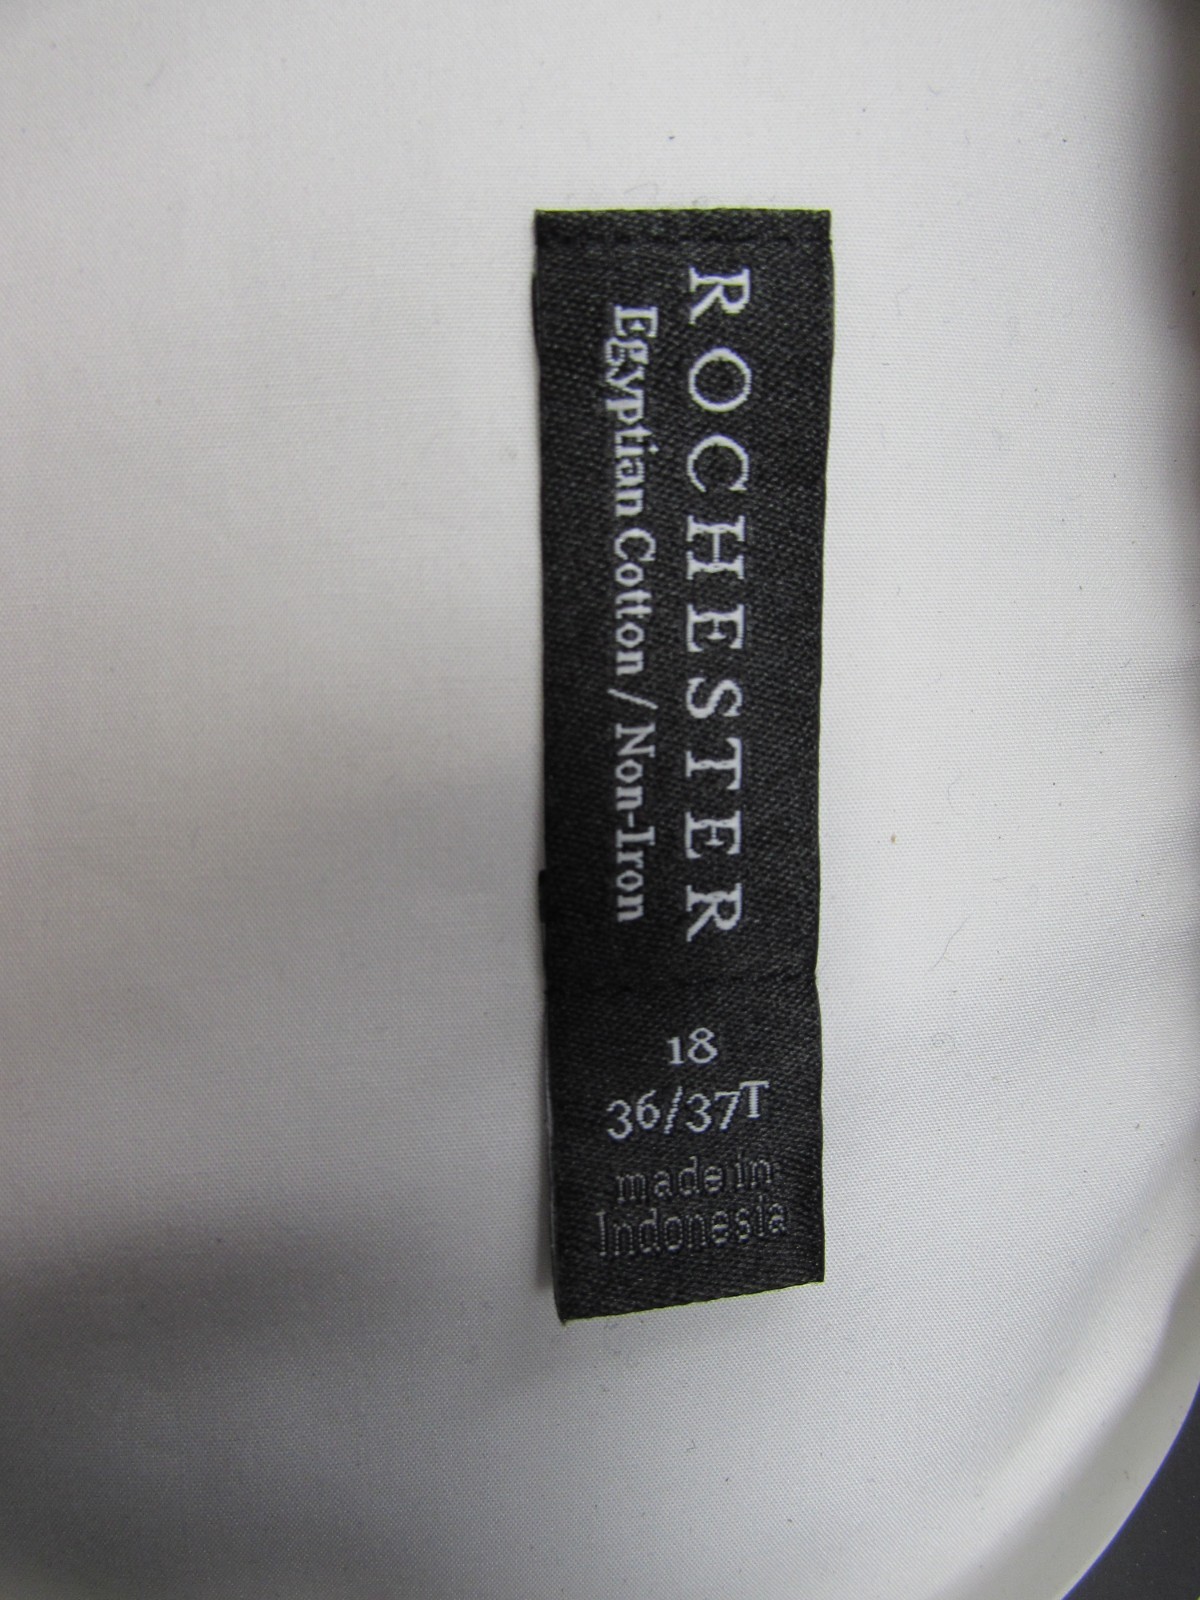 ROCHESTER
Egyptian Cotton / Non-Iron
18
36/37T
made in
Indonesia